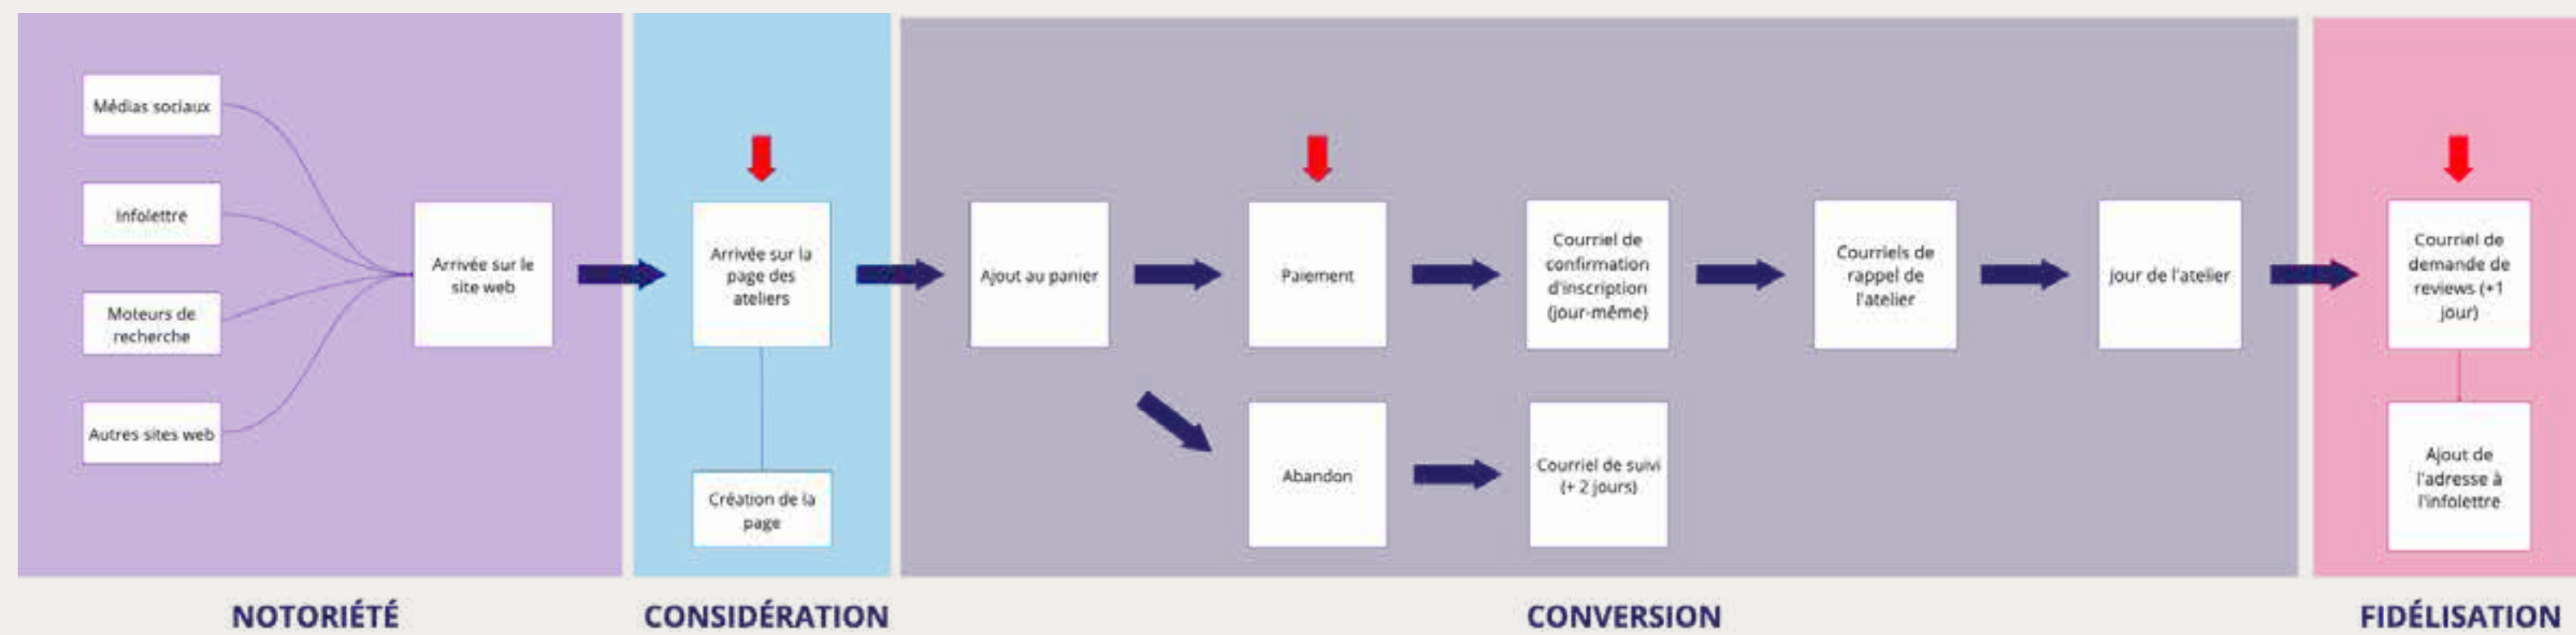 Médias sociaux
Infolettre
Moteurs de
recherche
Autres sites web
Arrivée sur le
site web
Arrivée sur la
page des
ateliers
Création de la
page
Ajout au panier
Paiement
Abandon
Courriel de
confirmation
d'inscription
(jour-même)
Courriel de suivi
(+ 2 jours)
Courriels de
rappel de
l'atelier
Jour de l'atelier
Courriel de
demande de
reviews (+1
jour)
Ajout de
l'adresse à
l'infolettre
NOTORIÉTÉ
CONSIDÉRATION
CONVERSION
FIDÉLISATION